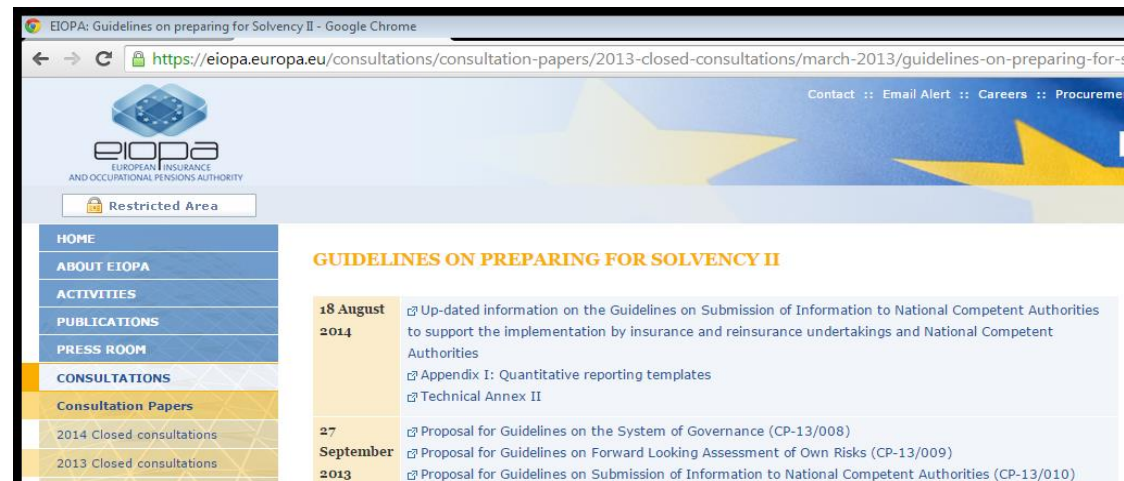 EIOPA: Guidelines on preparing for Solvency II - Google Chrome
https://eiopa.europa.eu/consultations/consultation-papers/2013-closed-consultations/march-2013/guidelines-on-preparing-for-s
Contact :: Email Alert :: Careers :: Procureme
eiopa
EUROPEAN INSURANCE
AND OCCUPATIONAL PENSIONS AUTHORITY
Restricted Area
HOME
ABOUT EIOPA
ACTIVITIES
PUBLICATIONS
PRESS ROOM
CONSULTATIONS
Consultation Papers
2014 Closed consultations
2013 Closed consultations
GUIDELINES ON PREPARING FOR SOLVENCY II
18 August
2014
Up-dated information on the Guidelines on Submission of Information to National Competent Authorities
to support the implementation by insurance and reinsurance undertakings and National Competent
Authorities
Appendix I: Quantitative reporting templates
Technical Annex II
27
September
2013
Proposal for Guidelines on the System of Governance (CP-13/008)
Proposal for Guidelines on Forward Looking Assessment of Own Risks (CP-13/009)
Proposal for Guidelines on Submission of Information to National Competent Authorities (CP-13/010)